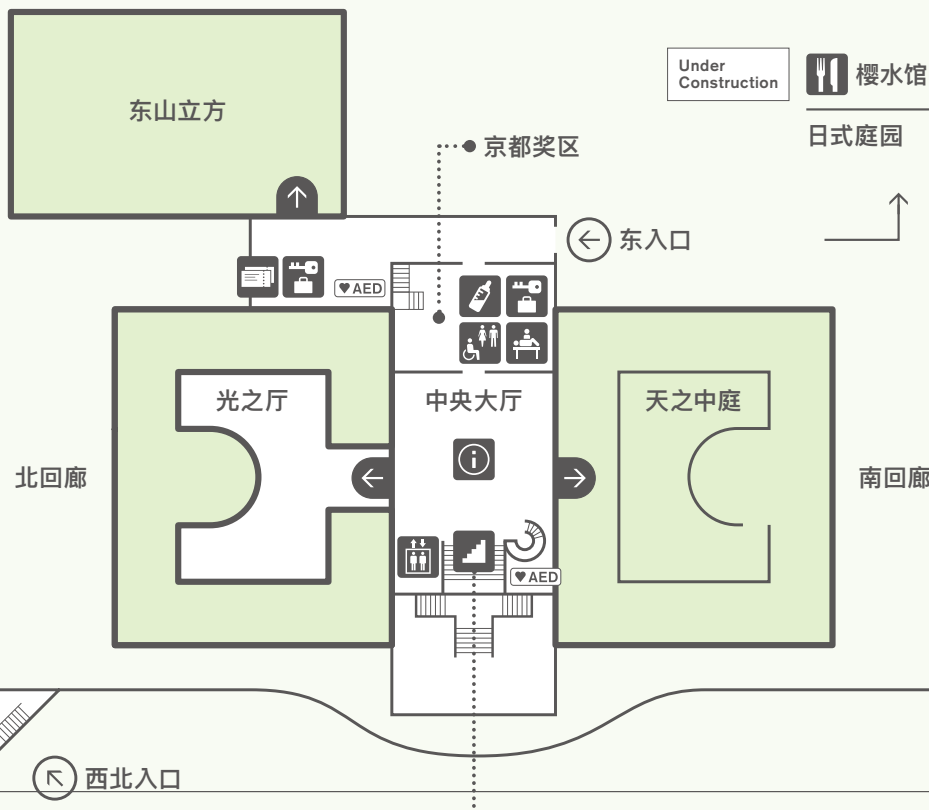 Under
Construction
樱水馆
东山立方
日式庭园
京都奖区
东入口
AED
光之厅
中央大厅
天之中庭
北回廊
南回廊
AED
西北入口